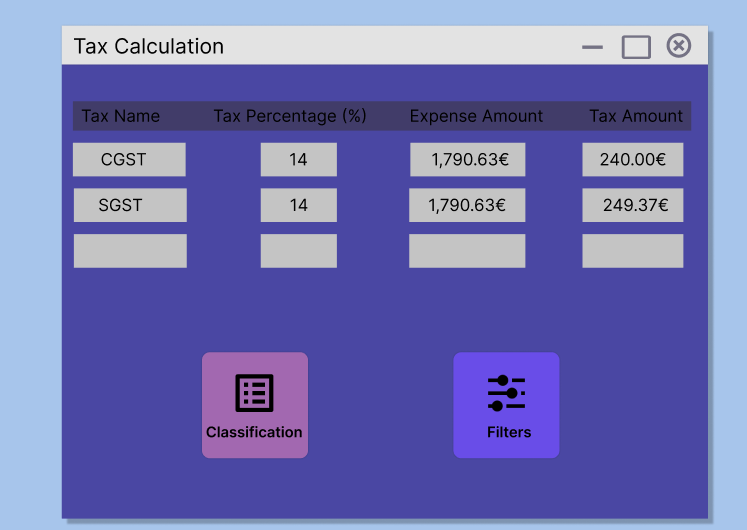 Tax Calculation
Tax Name Tax Percentage (%) Expense Amount Tax Amount
CGST 14 1,790.63€ 240.00€
SGST 14 1,790.63€ 249.37€
Classification Filters